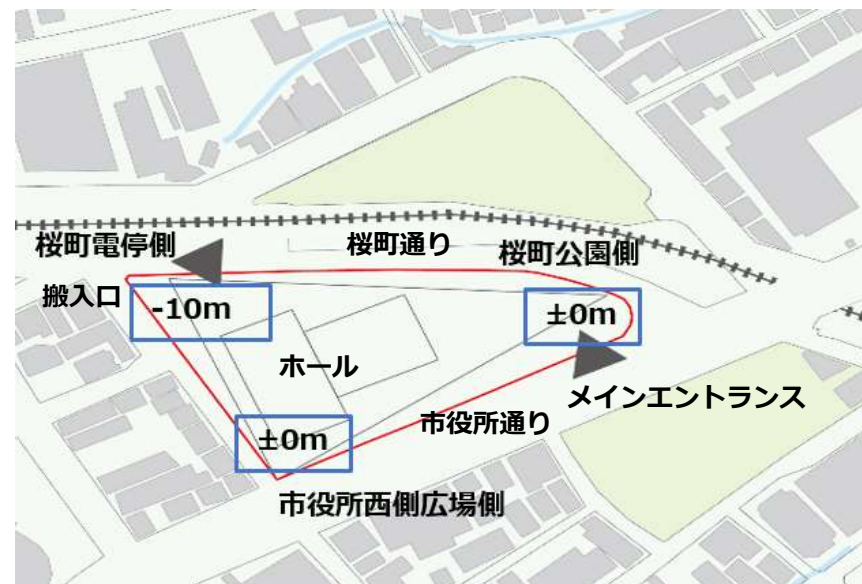 桜町電停側
桜町通り
桜町公園側
搬入口
-10m
±0m
ホール
メインエントランス
市役所通り
±0m
市役所西側広場側